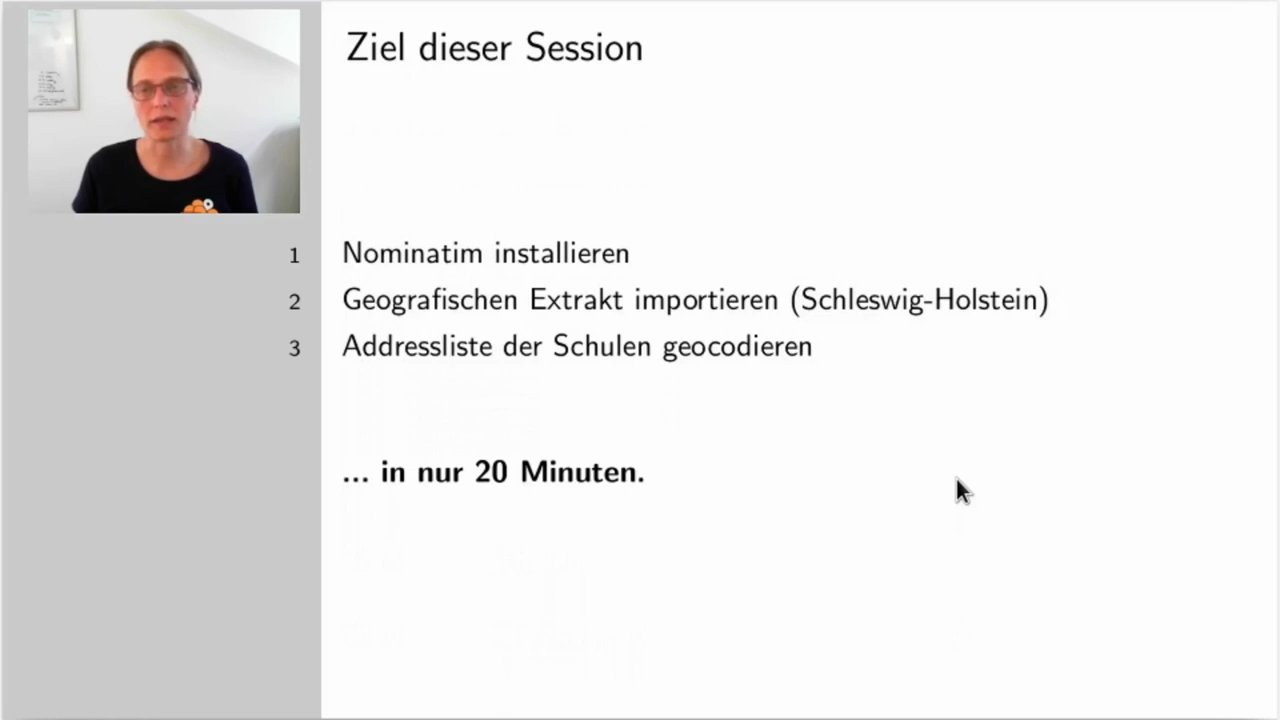 Ziel dieser Session
1 Nominatim installieren
2 Geografischen Extrakt importieren (Schleswig-Holstein)
3 Addressliste der Schulen geocodieren
... in nur 20 Minuten.